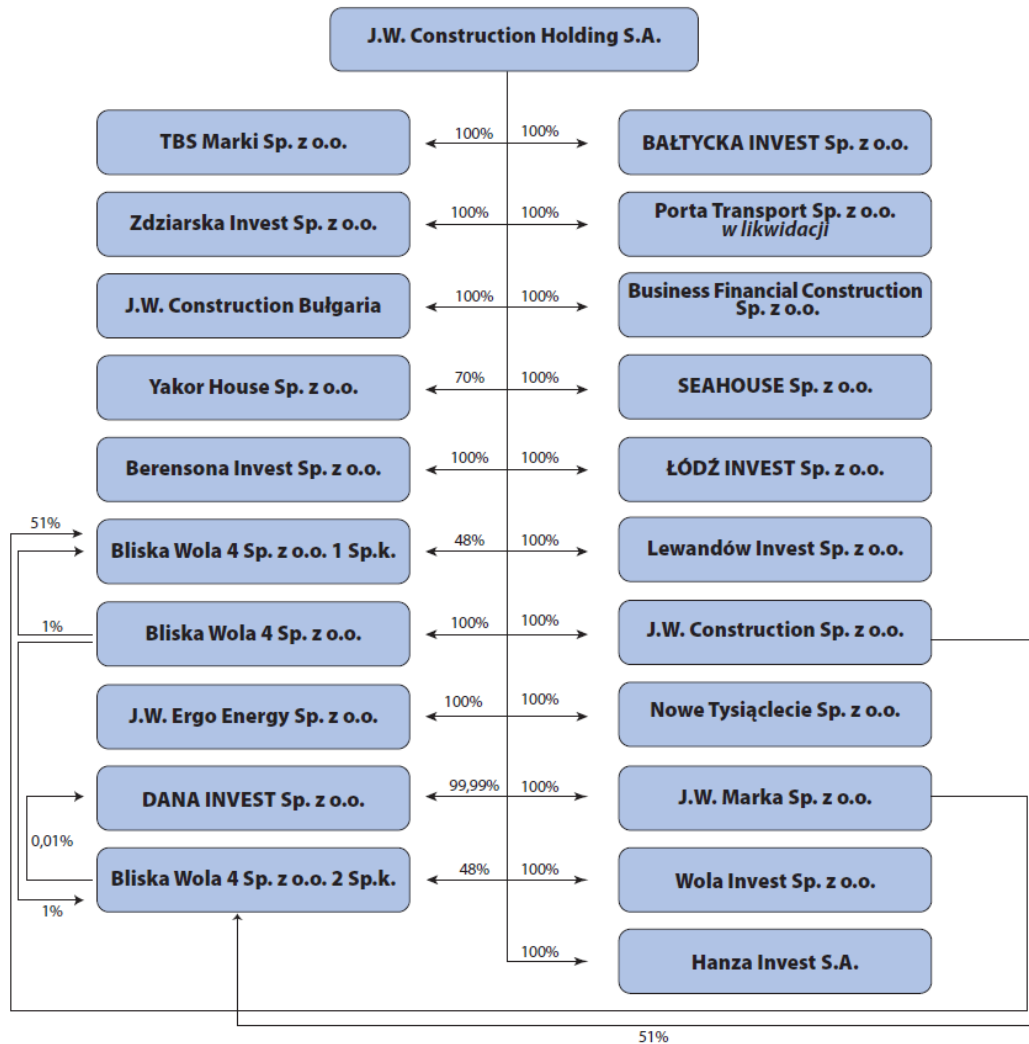 J.W. Construction Holding S.A.
TBS Marki Sp. z o.o.
100%
100%
BAŁTYCKA INVEST Sp. z o.o.
Zdziarska Invest Sp. z o.o.
100%
100%
Porta Transport Sp. z o.o.
w likwidacji
J.W. Construction Bułgaria
100%
100%
Business Financial Construction
Sp. z o.o.
Yakor House Sp. z o.o.
70%
100%
SEAHOUSE Sp. z o.o.
Berensona Invest Sp. z o.o.
100%
100%
ŁÓDŹ INVEST Sp. z o.o.
51%
Bliska Wola 4 Sp. z o.o. 1 Sp.k.
48%
100%
Lewandów Invest Sp. z o.o.
1%
Bliska Wola 4 Sp. z o.o.
100%
100%
J.W. Construction Sp. z o.o.
J.W. Ergo Energy Sp. z o.o.
100%
100%
Nowe Tysiąclecie Sp. z o.o.
DANA INVEST Sp. z o.o.
99,99%
100%
J.W. Marka Sp. z o.o.
0,01%
Bliska Wola 4 Sp. z o.o. 2 Sp.k.
48%
100%
Wola Invest Sp. z o.o.
1%
100%
Hanza Invest S.A.
51%